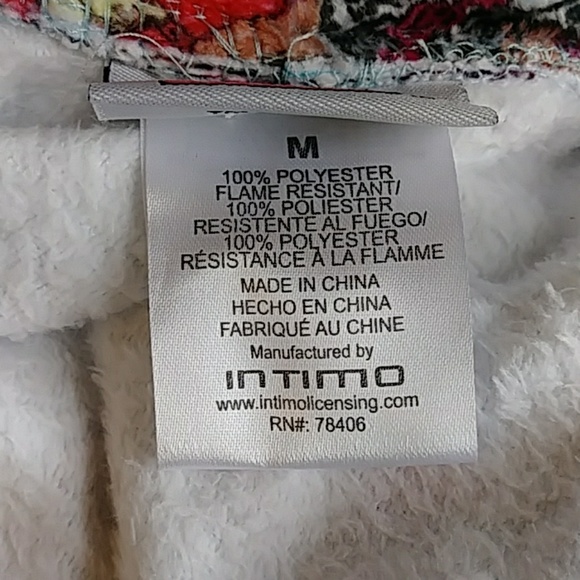 M
100% POLYESTER
FLAME RESISTANT/
100% POLIESTER
RESISTENTE AL FUEGO/
100% POLYESTER
RÉSISTANCE À LA FLAMME
MADE IN CHINA
HECHO EN CHINA
FABRIQUÉ AU CHINE
Manufactured by
INTIMO
www.intimolicensing.com
RN#: 78406